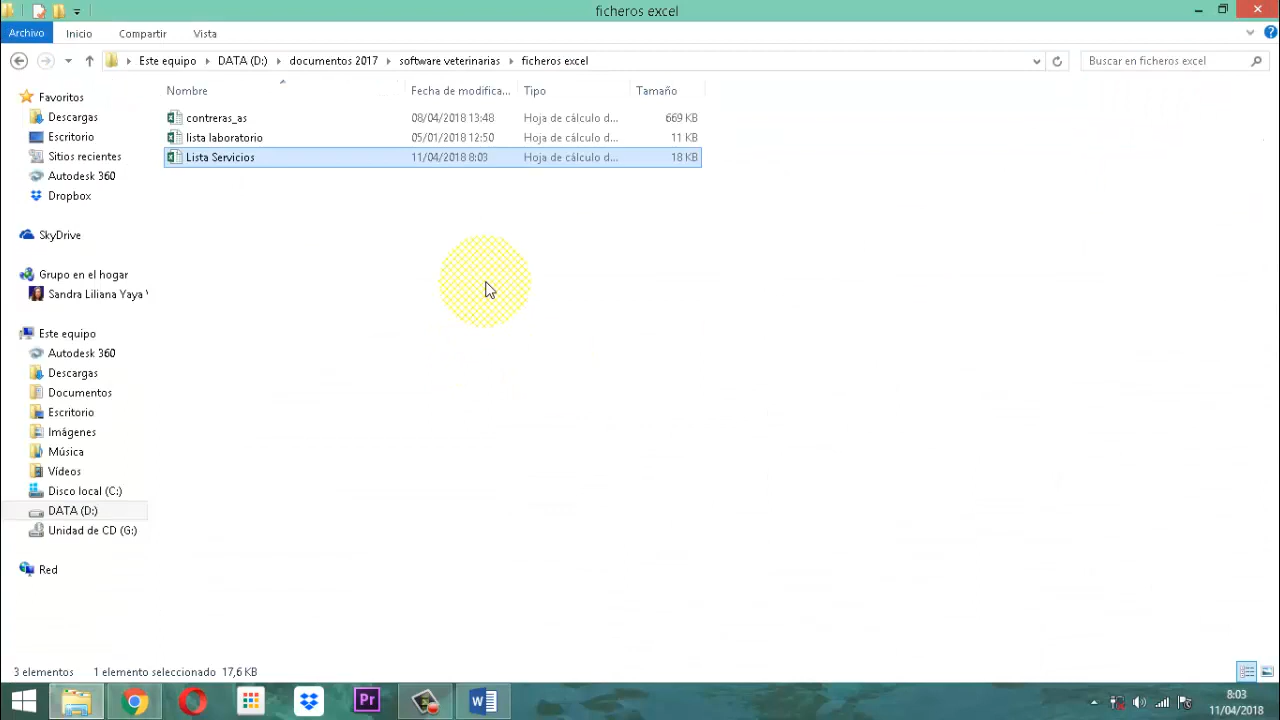 ficheros excel
Archivo Inicio Compartir Vista
Este equipo DATA (D:) documentos 2017 software veterinarias ficheros excel Buscar en ficheros excel
Nombre Fecha de modifica... Tipo Tamaño
contreras_as 08/04/2018 13:48 Hoja de cálculo d... 669 KB
lista laboratorio 05/01/2018 12:50 Hoja de cálculo d... 11 KB
Lista Servicios 11/04/2018 8:03 Hoja de cálculo d... 18 KB
Favoritos
Descargas
Escritorio
Sitios recientes
Autodesk 360
Dropbox
SkyDrive
Grupo en el hogar
Sandra Liliana Yaya
Este equipo
Autodesk 360
Descargas
Documentos
Escritorio
Imágenes
Música
Vídeos
Disco local (C:)
DATA (D:)
Unidad de CD (G:)
Red
3 elementos 1 elemento seleccionado 17,6 KB
Pr
8:03
11/04/2018